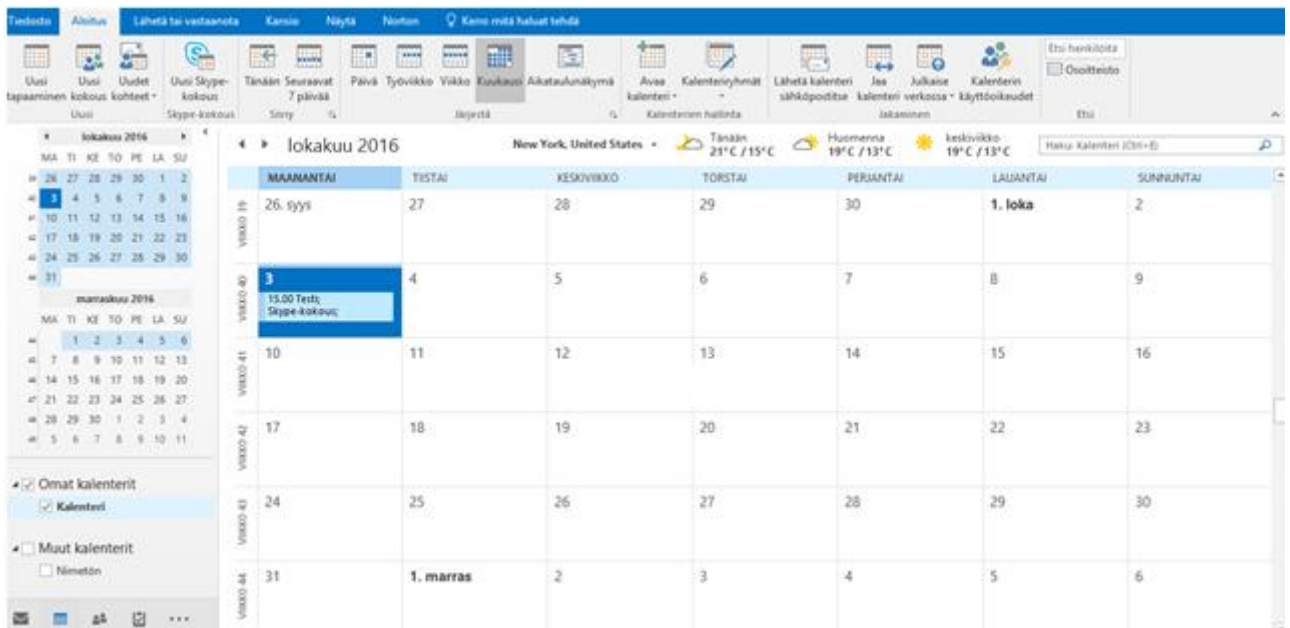 Tiedosto Aloitus Lähetä tai vastaanota Kansio Näytä Norton Kerro mitä haluat tehdä
Uusi tapaaminen
Uusi kokous
Uudet kohteet
Uusi Skype-kokous
Tänään
Seuraavat 7 päivää
Päivä Työviikko Viikko Kuukausi Aikataulunäkymä
Avaa kalenteri
Kalenteriryhmät
Lähetä kalenteri sähköpostitse
Jaa kalenteri
Julkaise verkossa
Kalenterin käyttöoikeudet
Etsi henkilöitä
Osoitteisto
Uusi Skype-kokous Siirry Järjestä Kalenterien hallinta Jakaminen Etsi
lokakuu 2016
MA TI KE TO PE LA SU
26 27 28 29 30 1 2
3 4 5 6 7 8 9
10 11 12 13 14 15 16
17 18 19 20 21 22 23
24 25 26 27 28 29 30
31
marraskuu 2016
MA TI KE TO PE LA SU
1 2 3 4 5 6
7 8 9 10 11 12 13
14 15 16 17 18 19 20
21 22 23 24 25 26 27
28 29 30 1 2 3 4
5 6 7 8 9 10 11
Omat kalenterit
Kalenteri
Muut kalenterit
Nimetön
lokakuu 2016
New York, United States
Tänään
21°C / 15°C
Huomenna
19°C / 13°C
keskiviikko
19°C / 13°C
Hakui Kalenteri (Ctrl+E)
MAANANTAI TIISTAI KESKIVIIKKO TORSTAI PERJANTAI LAUANTAI SUNNUNTAI
VIIKKO 39
26. syys 27 28 29 30 1. loka 2
VIIKKO 40
3 4 5 6 7 8 9
15.00 Testi;
Skype-kokous;
VIIKKO 41
10 11 12 13 14 15 16
VIIKKO 42
17 18 19 20 21 22 23
VIIKKO 43
24 25 26 27 28 29 30
VIIKKO 44
31 1. marras 2 3 4 5 6